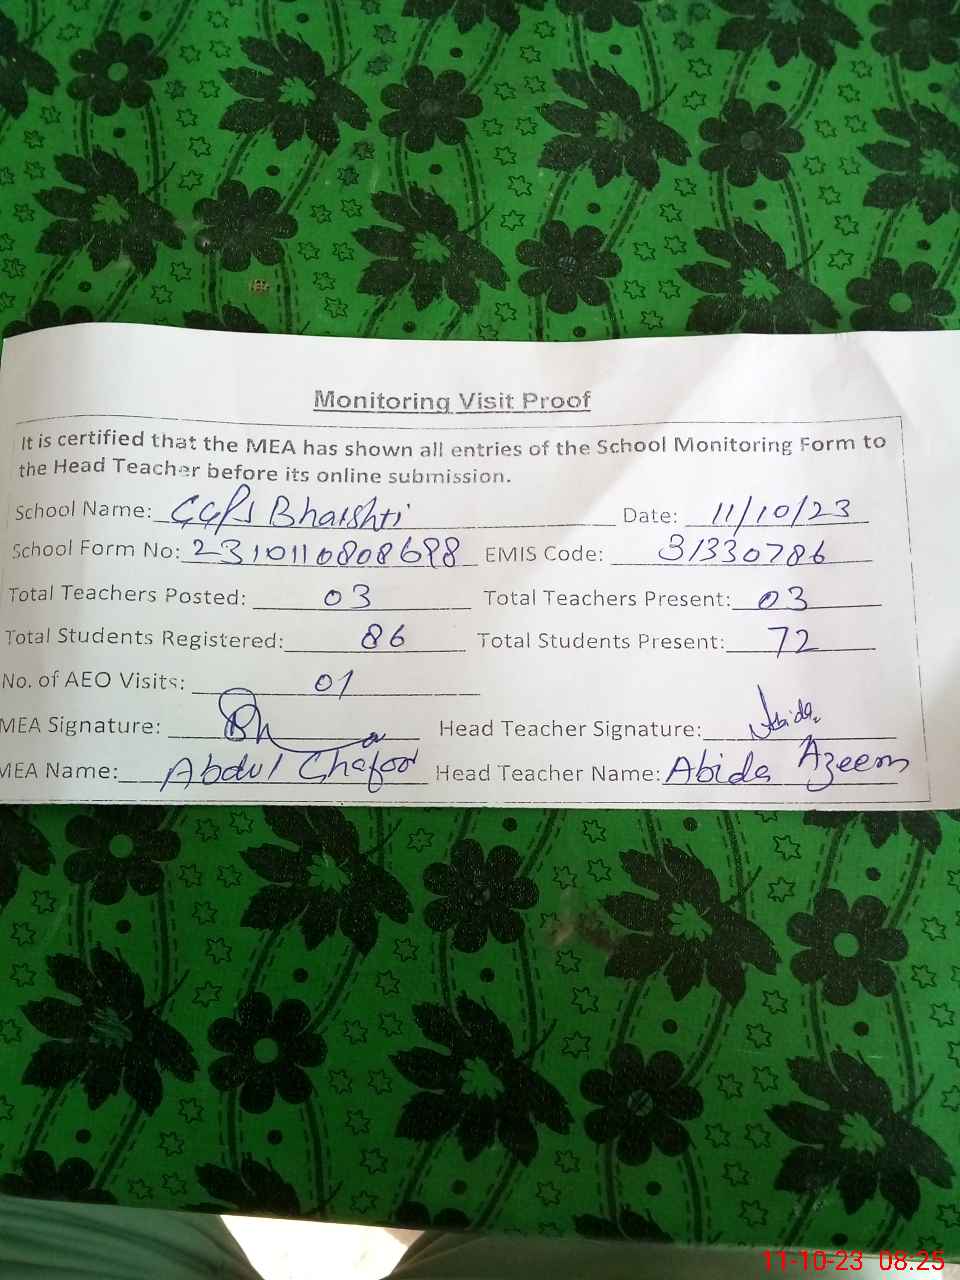 Monitoring Visit Proof
It is certified that the MEA has shown all entries of the School Monitoring Form to
the Head Teacher before its online submission.
School Name: GGPS Bharshti Date: 11/10/23
School Form No: 2310110808698 EMIS Code: 31330786
Total Teachers Posted: 03 Total Teachers Present: 03
Total Students Registered: 86 Total Students Present: 72
No. of AEO Visits: 01
MEA Signature: Head Teacher Signature: Abida
MEA Name: Abdul Ghafoor Head Teacher Name: Abida Azeem
11-10-23 08:25